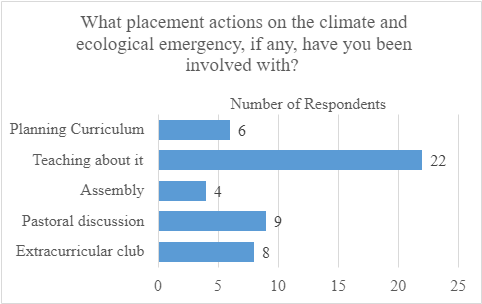 What placement actions on the climate and
ecological emergency, if any, have you been
involved with?
Number of Respondents
Planning Curriculum 6
Teaching about it 22
Assembly 4
Pastoral discussion 9
Extracurricular club 8
0 5 10 15 20 25